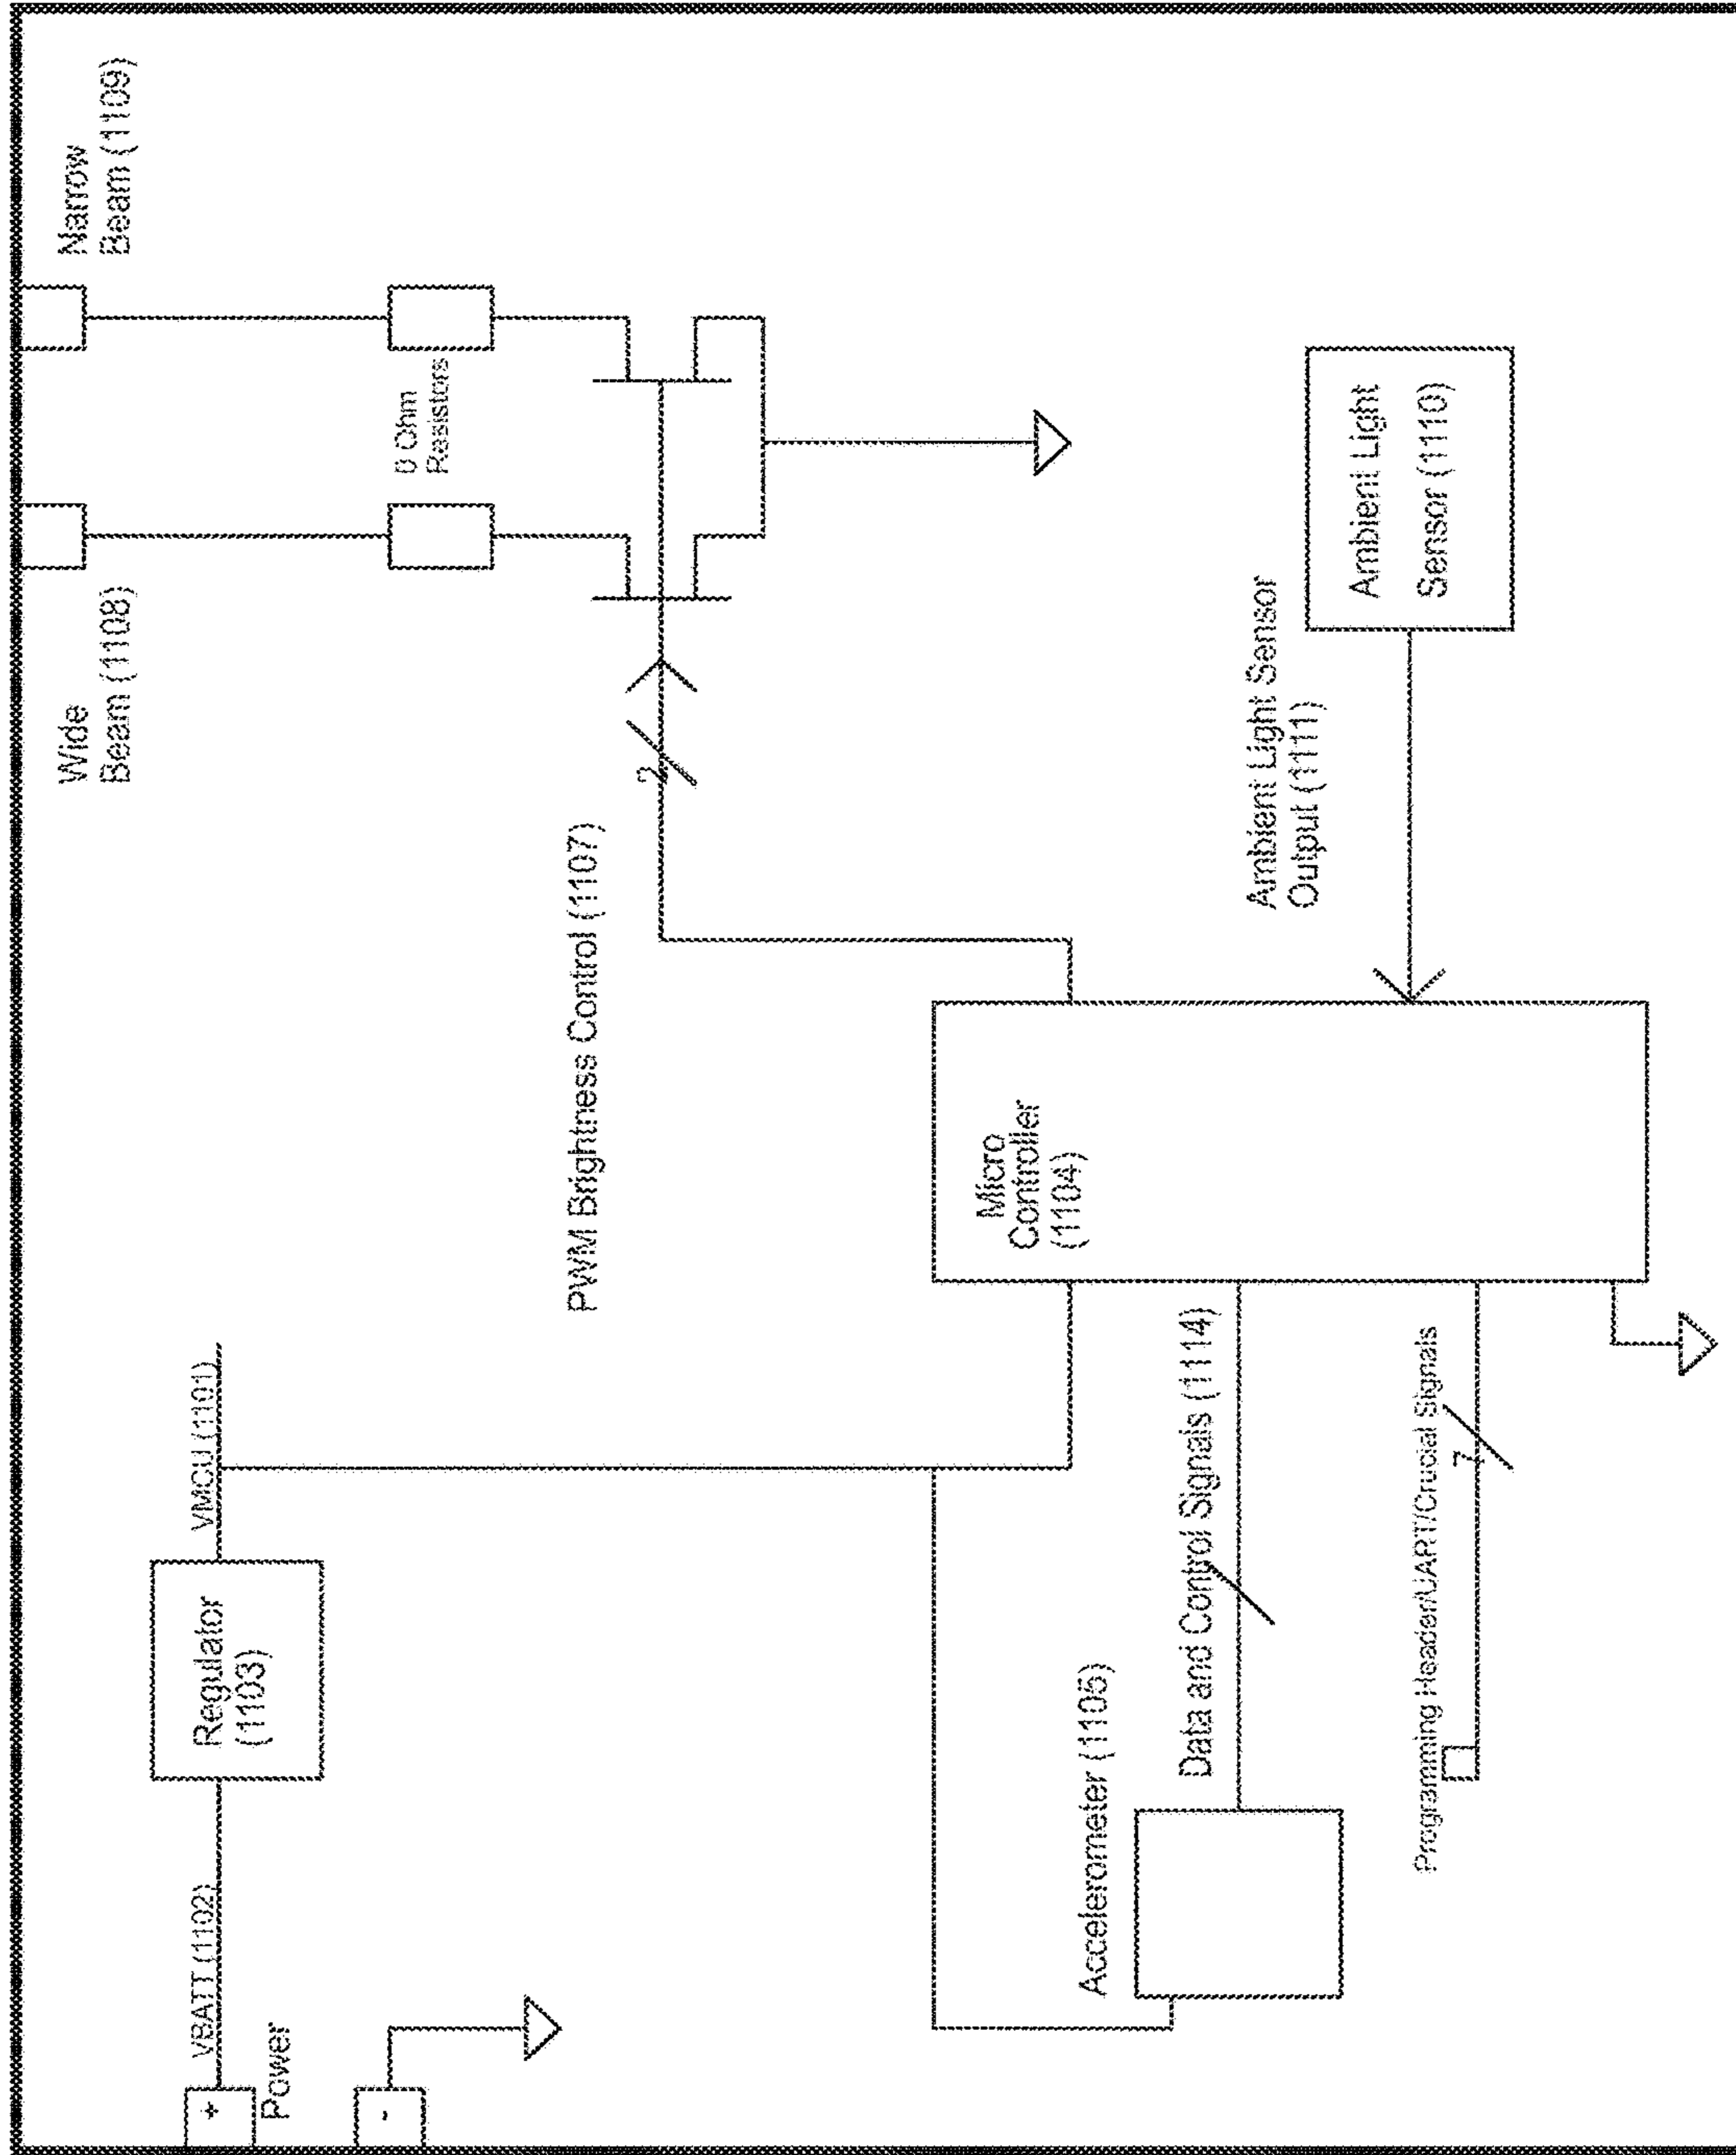 +
Power
-
VBATT (1102)
Regulator
(1103)
VMCU (1101)
Wide
Beam (1108)
Narrow
Beam (1109)
0 Ohm
Resistors
PWM Brightness Control (1107)
2
Micro
Controller
(1104)
Accelerometer (1105)
Data and Control Signals (1114)
Programming Header/UART/Crucial Signals
7
Ambient Light Sensor
Output (1111)
Ambient Light
Sensor (1110)